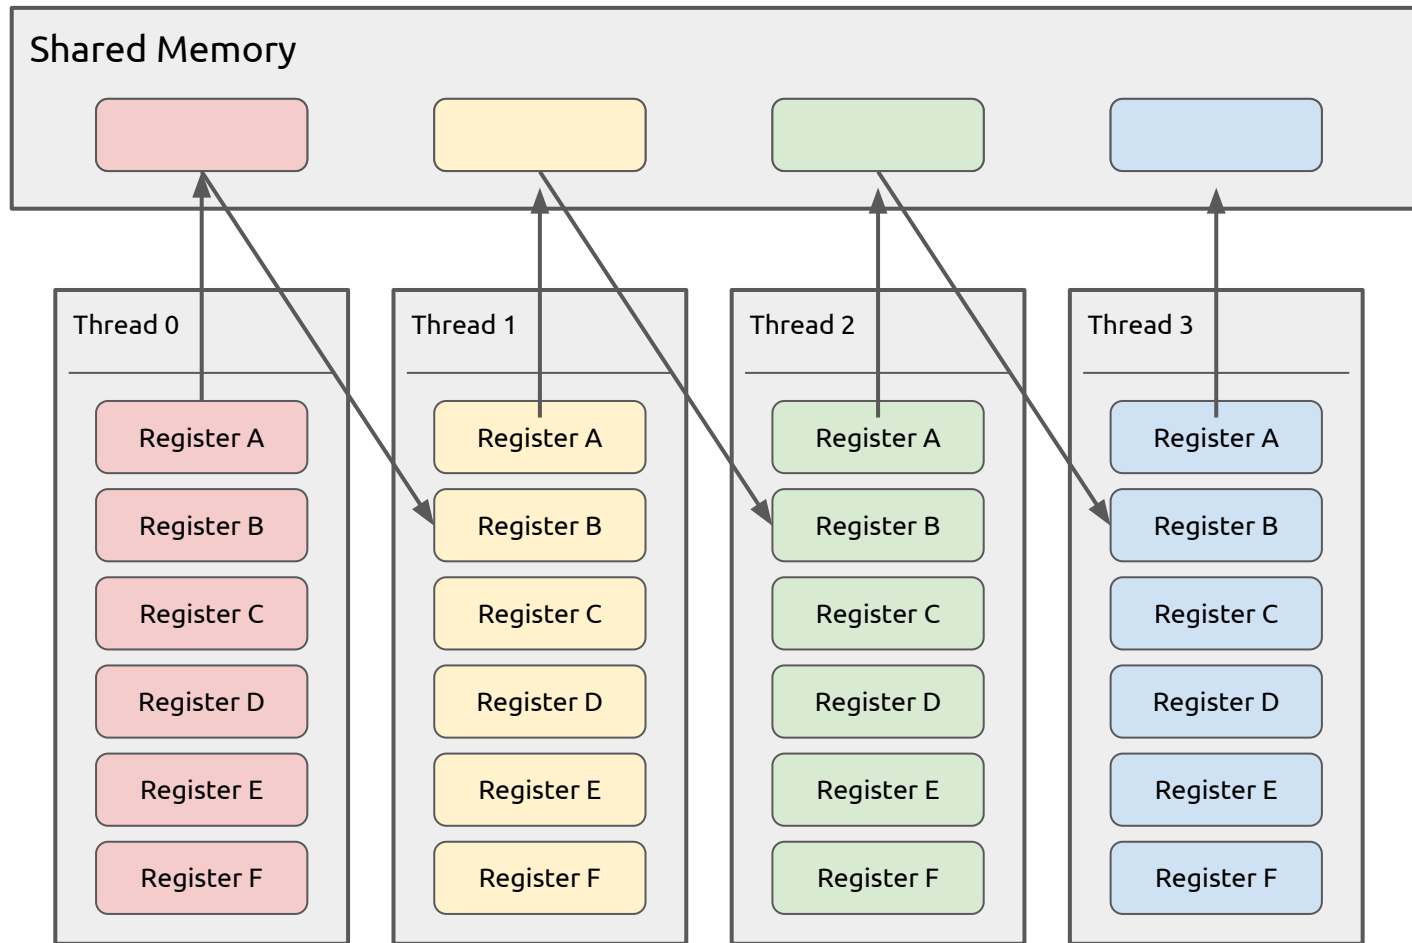 Shared Memory
Thread 0
Register A
Register B
Register C
Register D
Register E
Register F
Thread 1
Register A
Register B
Register C
Register D
Register E
Register F
Thread 2
Register A
Register B
Register C
Register D
Register E
Register F
Thread 3
Register A
Register B
Register C
Register D
Register E
Register F